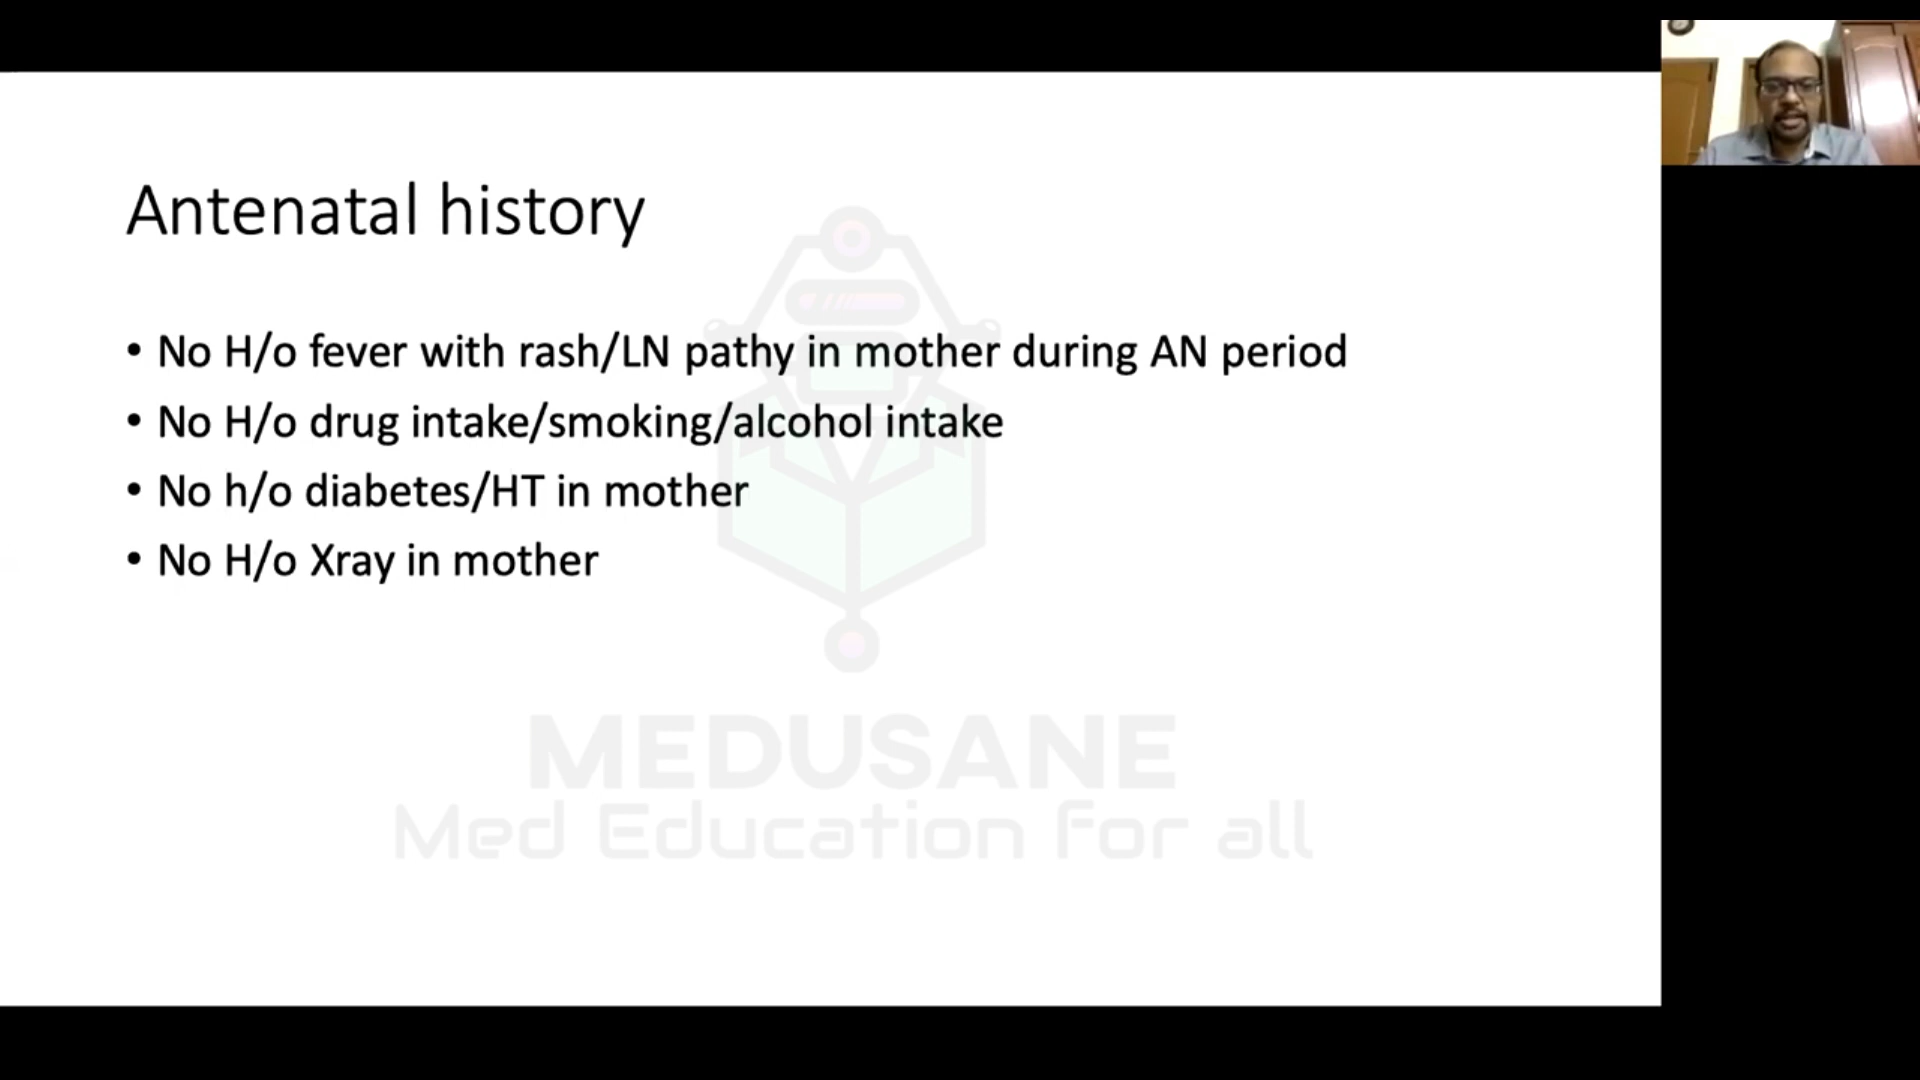 Antenatal history
• No H/o fever with rash/LN pathy in mother during AN period
• No H/o drug intake/smoking/alcohol intake
• No h/o diabetes/HT in mother
• No H/o Xray in mother
MEDUSANE
Med Education for all